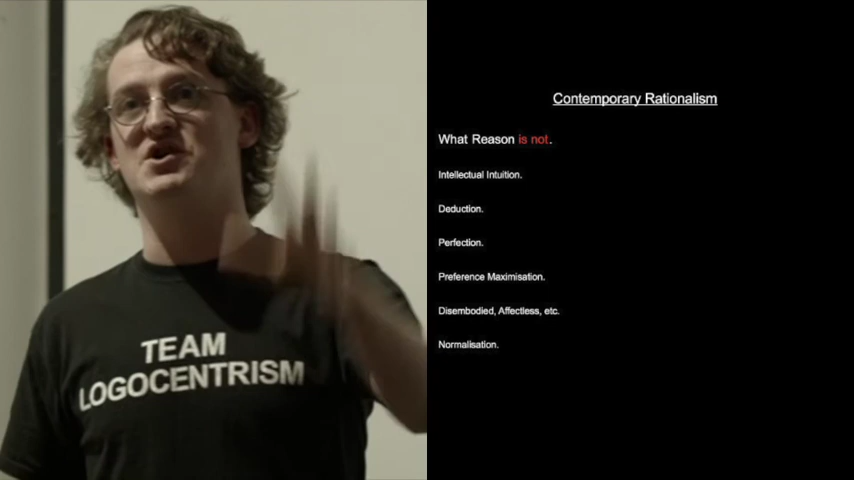 TEAM
LOGOCENTRISM
Contemporary Rationalism
What Reason is not.
Intellectual Intuition.
Deduction.
Perfection.
Preference Maximisation.
Disembodied, Affectless, etc.
Normalisation.